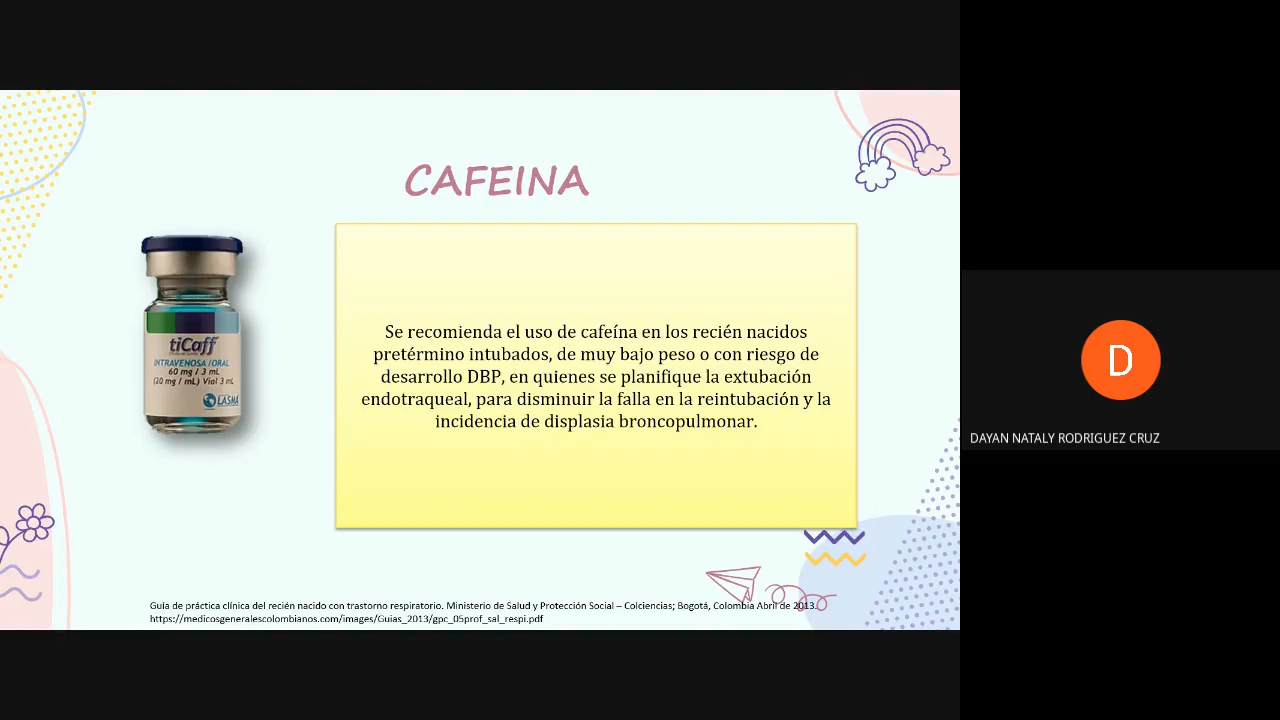 CAFEINA
tiCaff
INTRAVENOSA /ORAL
60 mg / 3 mL
(20 mg / mL) Vial 3 mL
LASMA
Se recomienda el uso de cafeína en los recién nacidos
pretérmino intubados, de muy bajo peso o con riesgo de
desarrollo DBP, en quienes se planifique la extubación
endotraqueal, para disminuir la falla en la reintubación y la
incidencia de displasia broncopulmonar.
Guía de práctica clínica del recién nacido con trastorno respiratorio. Ministerio de Salud y Protección Social – Colciencias; Bogotá, Colombia Abril de 2013.
https://medicosgeneralescolombianos.com/images/Guias_2013/gpc_05prof_sal_respi.pdf
D
DAYAN NATALY RODRIGUEZ CRUZ